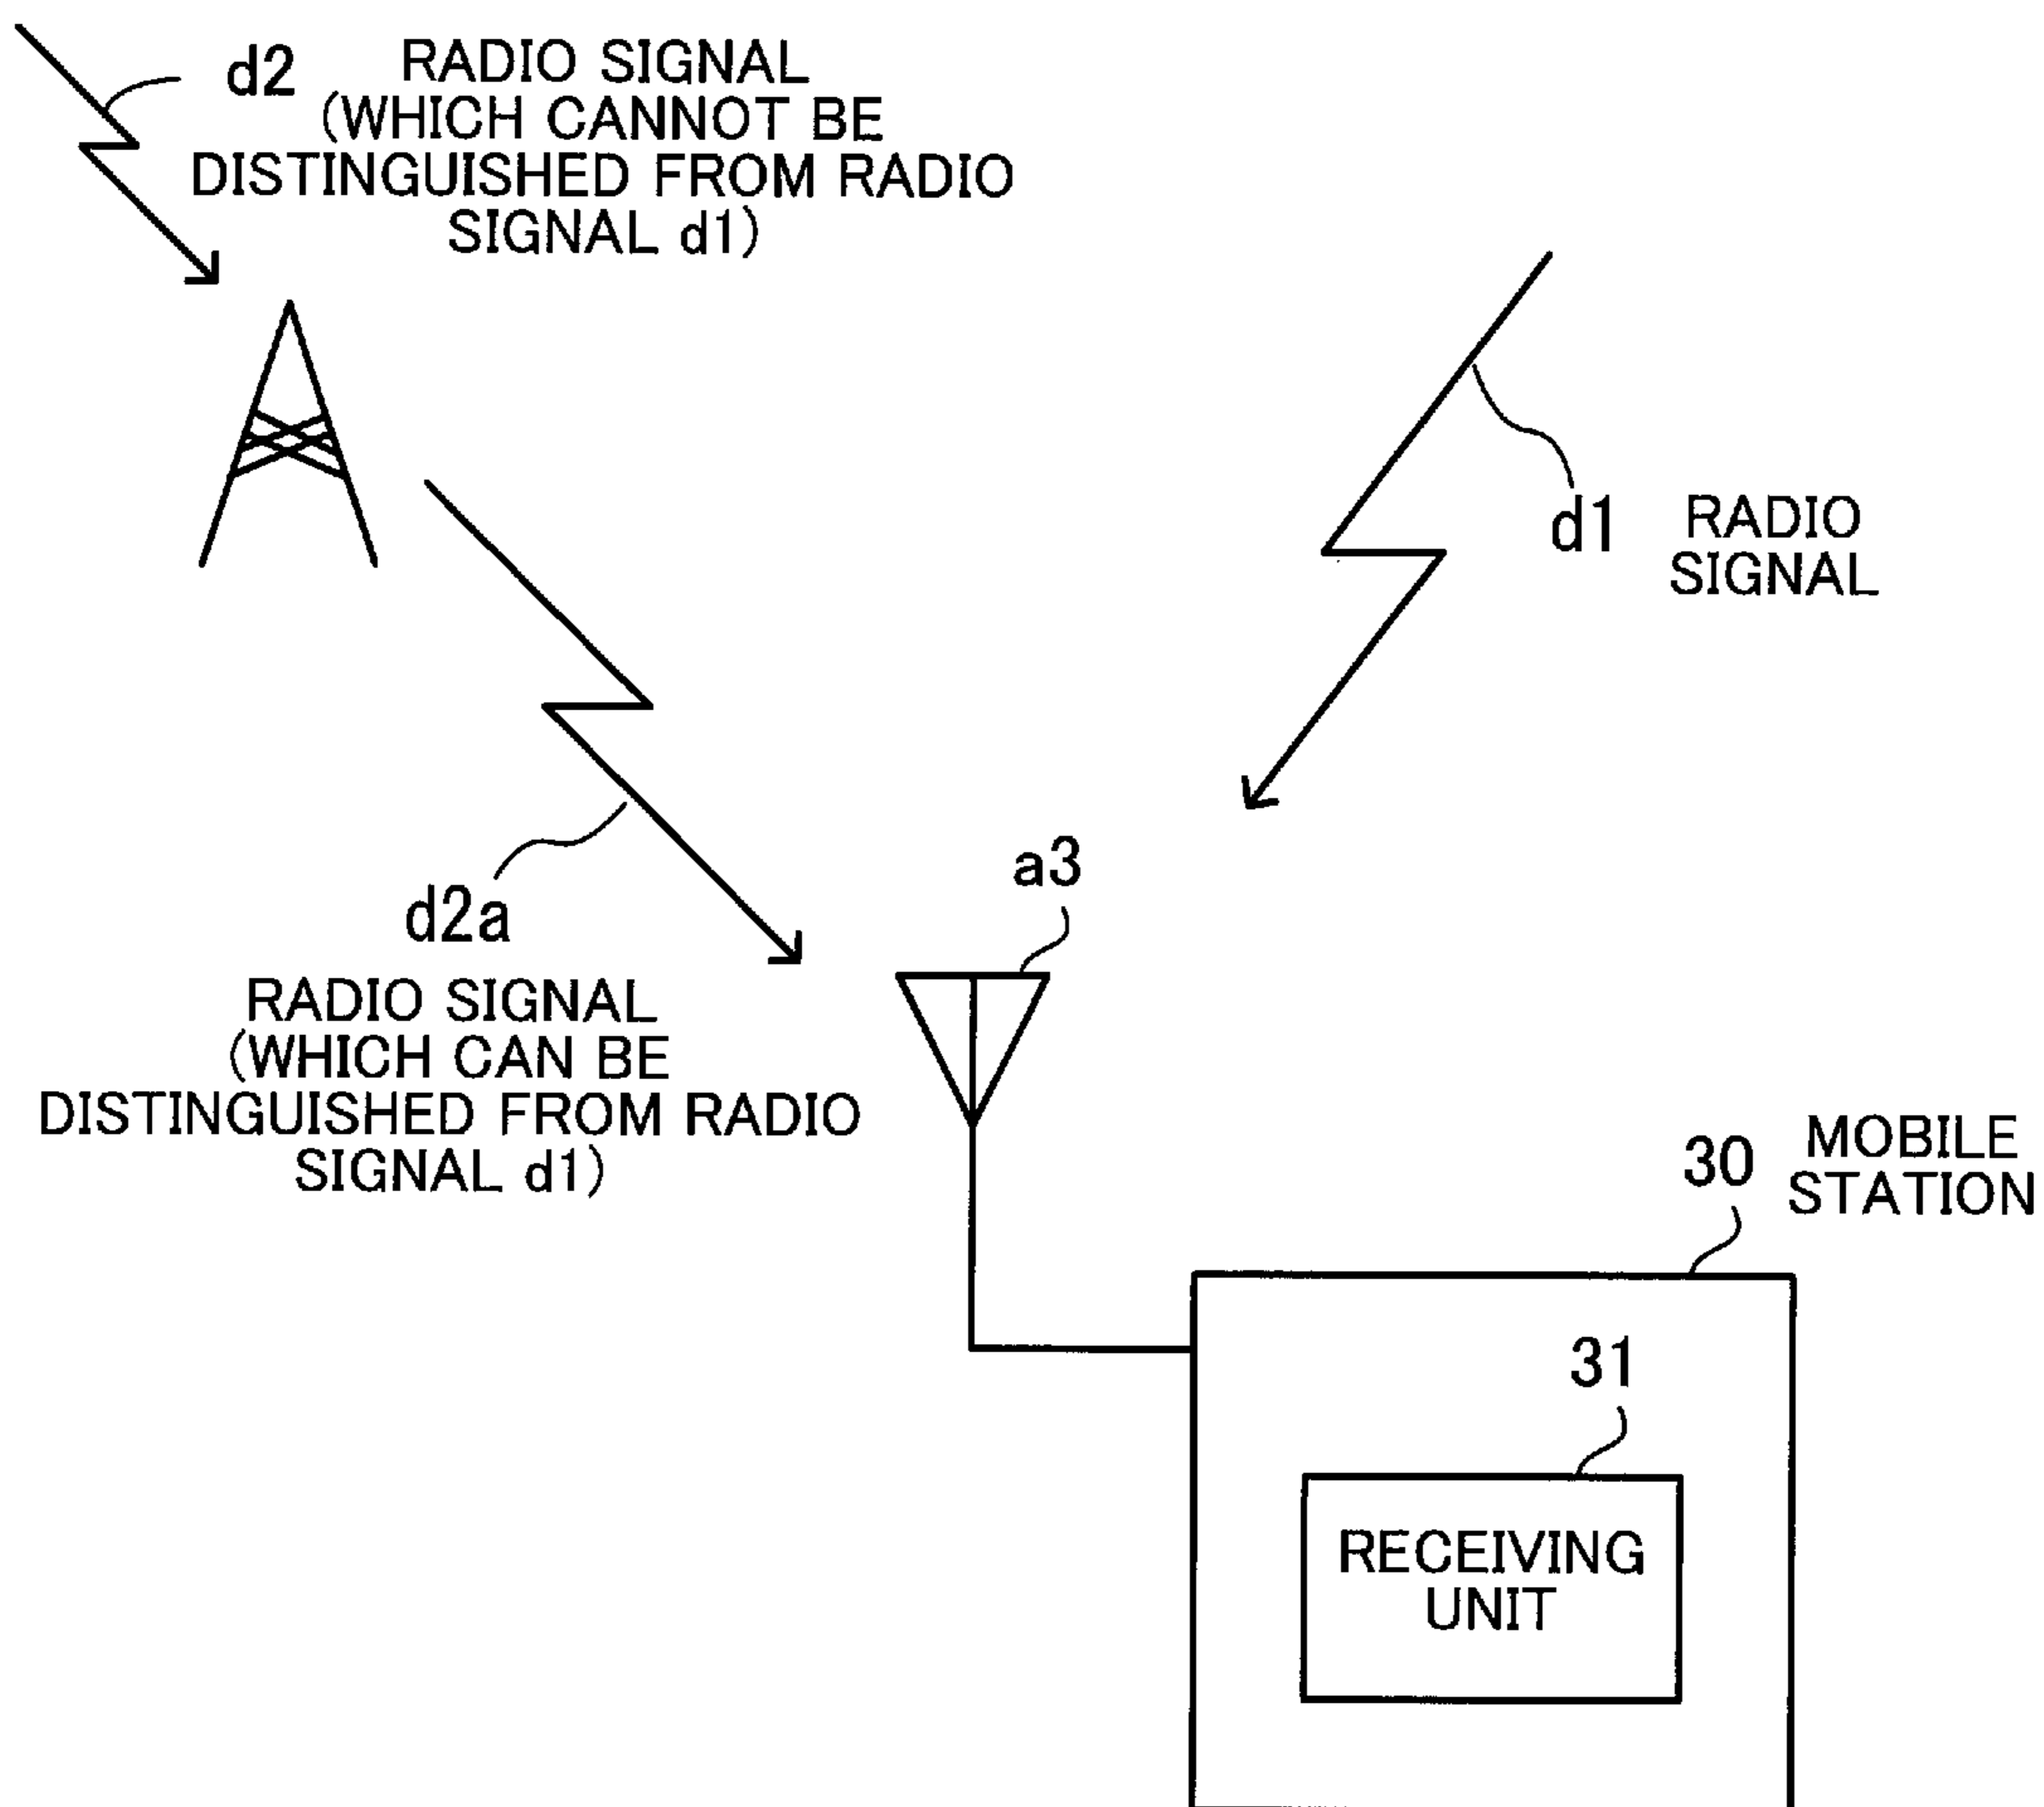 d2
RADIO SIGNAL
(WHICH CANNOT BE
DISTINGUISHED FROM RADIO
SIGNAL d1)
d1
RADIO
SIGNAL
d2a
RADIO SIGNAL
(WHICH CAN BE
DISTINGUISHED FROM RADIO
SIGNAL d1)
a3
30
MOBILE
STATION
31
RECEIVING
UNIT